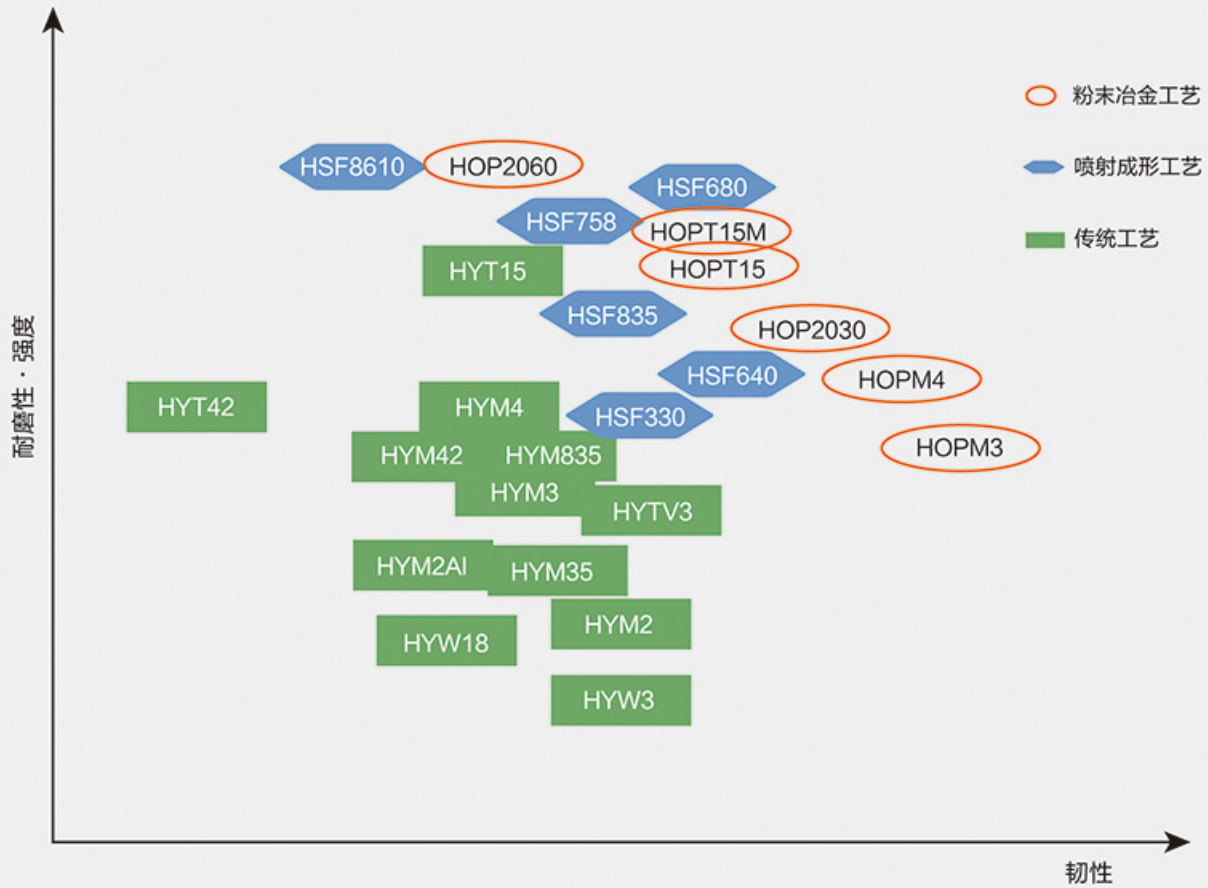 粉末冶金工艺
HSF8610
HOP2060
喷射成形工艺
HSF680
HSF758
HOPT15M
传统工艺
HYT15
HOPT15
HSF835
HOP2030
耐磨性·强度
HSF640
HOPM4
HYT42
HYM4
HSF330
HYM42
HYM835
HOPM3
HYM3
HYTV3
HYM2Al
HYM35
HYM2
HYW18
HYW3
韧性